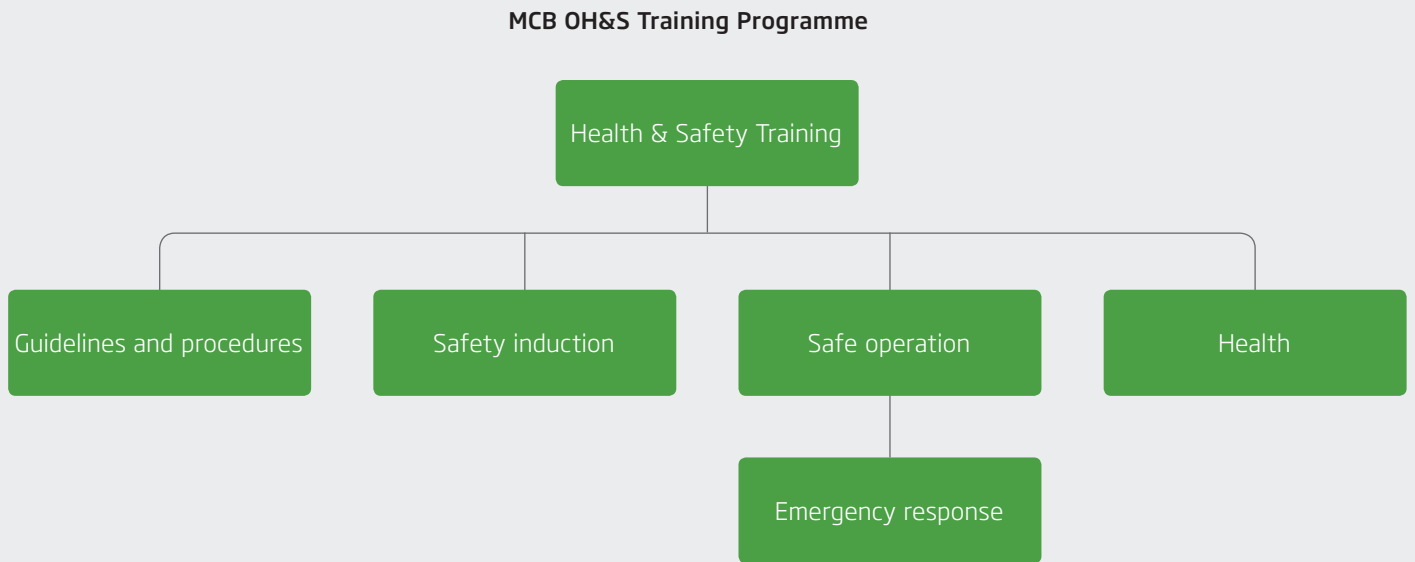 MCB OH&S Training Programme
Health & Safety Training
Guidelines and procedures
Safety induction
Safe operation
Health
Emergency response